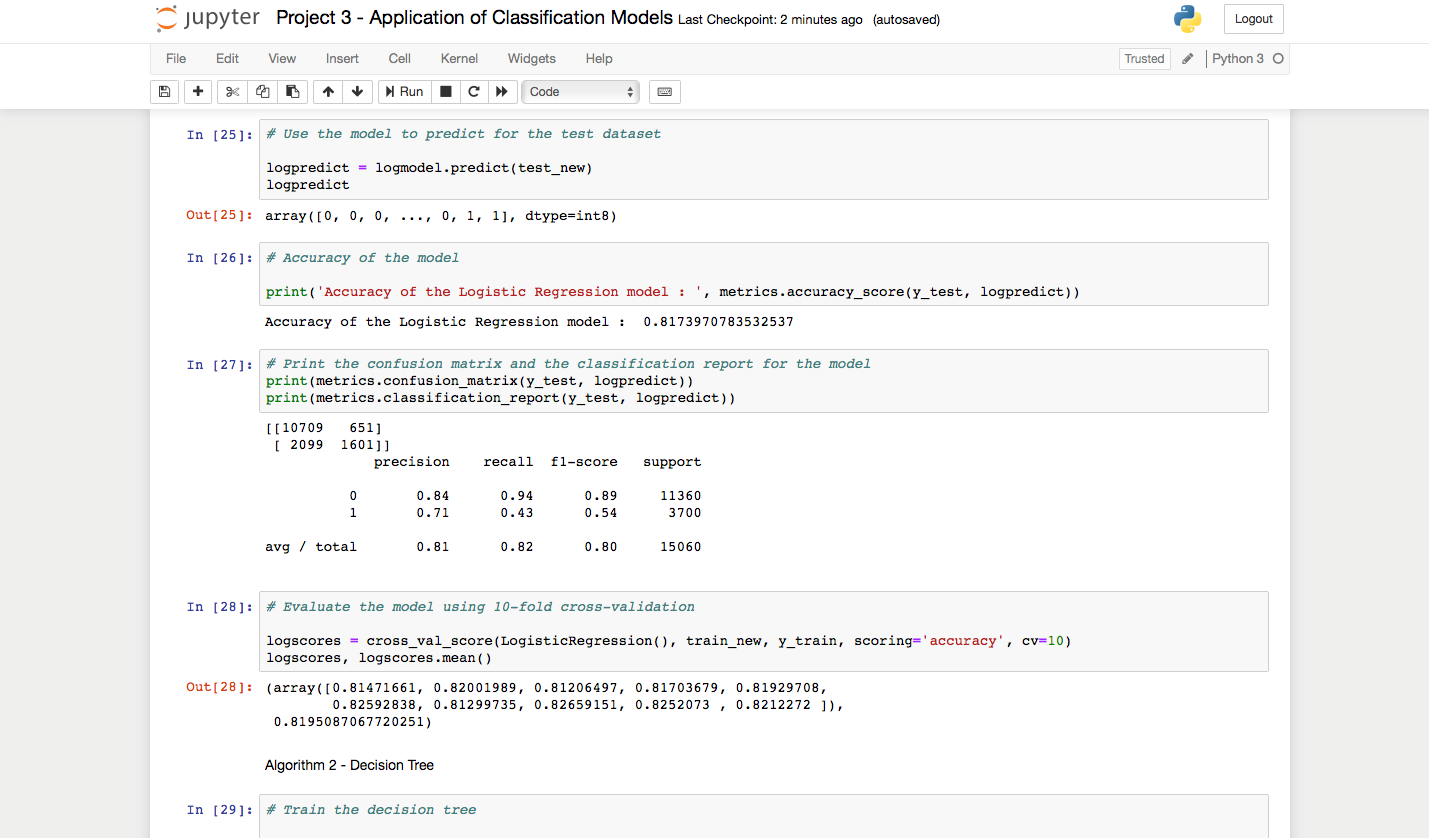 jupyter Project 3 - Application of Classification Models Last Checkpoint: 2 minutes ago (autosaved) Logout
File Edit View Insert Cell Kernel Widgets Help Trusted Python 3
Run Code
In [25]: # Use the model to predict for the test dataset
logpredict = logmodel.predict(test_new)
logpredict
Out[25]: array([0, 0, 0, ..., 0, 1, 1], dtype=int8)
In [26]: # Accuracy of the model
print('Accuracy of the Logistic Regression model : ', metrics.accuracy_score(y_test, logpredict))
Accuracy of the Logistic Regression model :  0.8173970783532537
In [27]: # Print the confusion matrix and the classification report for the model
print(metrics.confusion_matrix(y_test, logpredict))
print(metrics.classification_report(y_test, logpredict))
[[10709   651]
 [ 2099  1601]]
             precision    recall  f1-score   support
          0       0.84      0.94      0.89     11360
          1       0.71      0.43      0.54      3700
avg / total       0.81      0.82      0.80     15060
In [28]: # Evaluate the model using 10-fold cross-validation
logscores = cross_val_score(LogisticRegression(), train_new, y_train, scoring='accuracy', cv=10)
logscores, logscores.mean()
Out[28]: (array([0.81471661, 0.82001989, 0.81206497, 0.81703679, 0.81929708,
        0.82592838, 0.81299735, 0.82659151, 0.8252073 , 0.8212272 ]),
 0.8195087067720251)
Algorithm 2 - Decision Tree
In [29]: # Train the decision tree